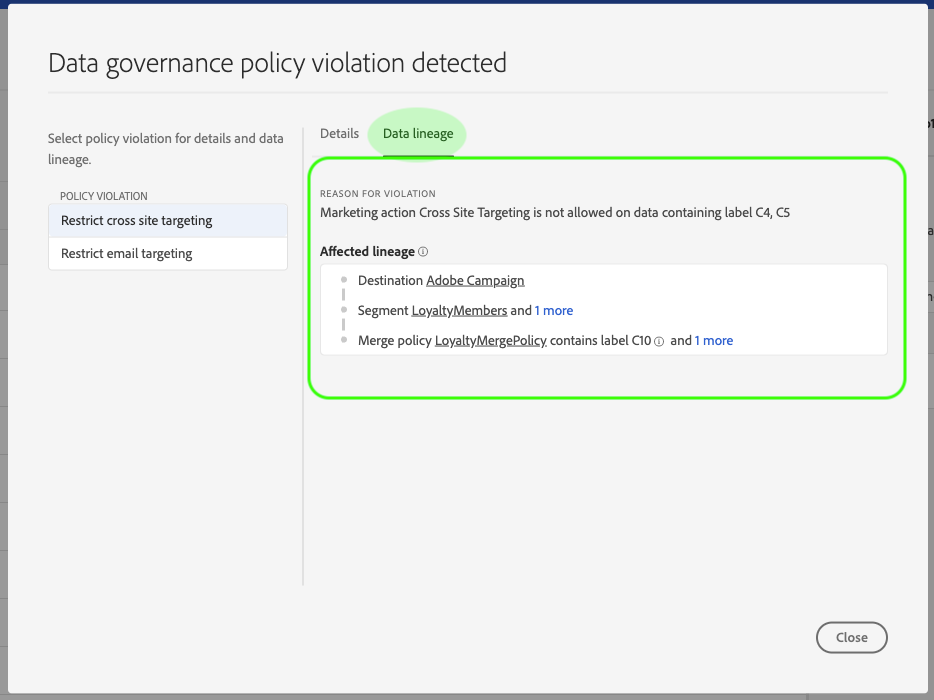 Data governance policy violation detected
Select policy violation for details and data
lineage.
POLICY VIOLATION
Restrict cross site targeting
Restrict email targeting
Details
Data lineage
REASON FOR VIOLATION
Marketing action Cross Site Targeting is not allowed on data containing label C4, C5
Affected lineage
Destination Adobe Campaign
Segment LoyaltyMembers and 1 more
Merge policy LoyaltyMergePolicy contains label C10 and 1 more
Close